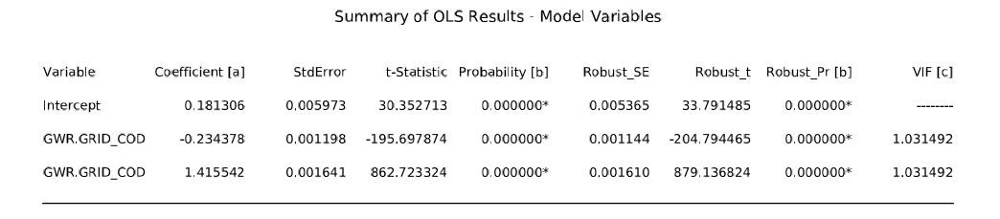 Summary of OLS Results - Model Variables
Variable Coefficient [a] StdError t-Statistic Probability [b] Robust_SE Robust_t Robust_Pr [b] VIF [c]
Intercept 0.181306 0.005973 30.352713 0.000000* 0.005365 33.791485 0.000000* --------
GWR.GRID_COD -0.234378 0.001198 -195.697874 0.000000* 0.001144 -204.794465 0.000000* 1.031492
GWR.GRID_COD 1.415542 0.001641 862.723324 0.000000* 0.001610 879.136824 0.000000* 1.031492